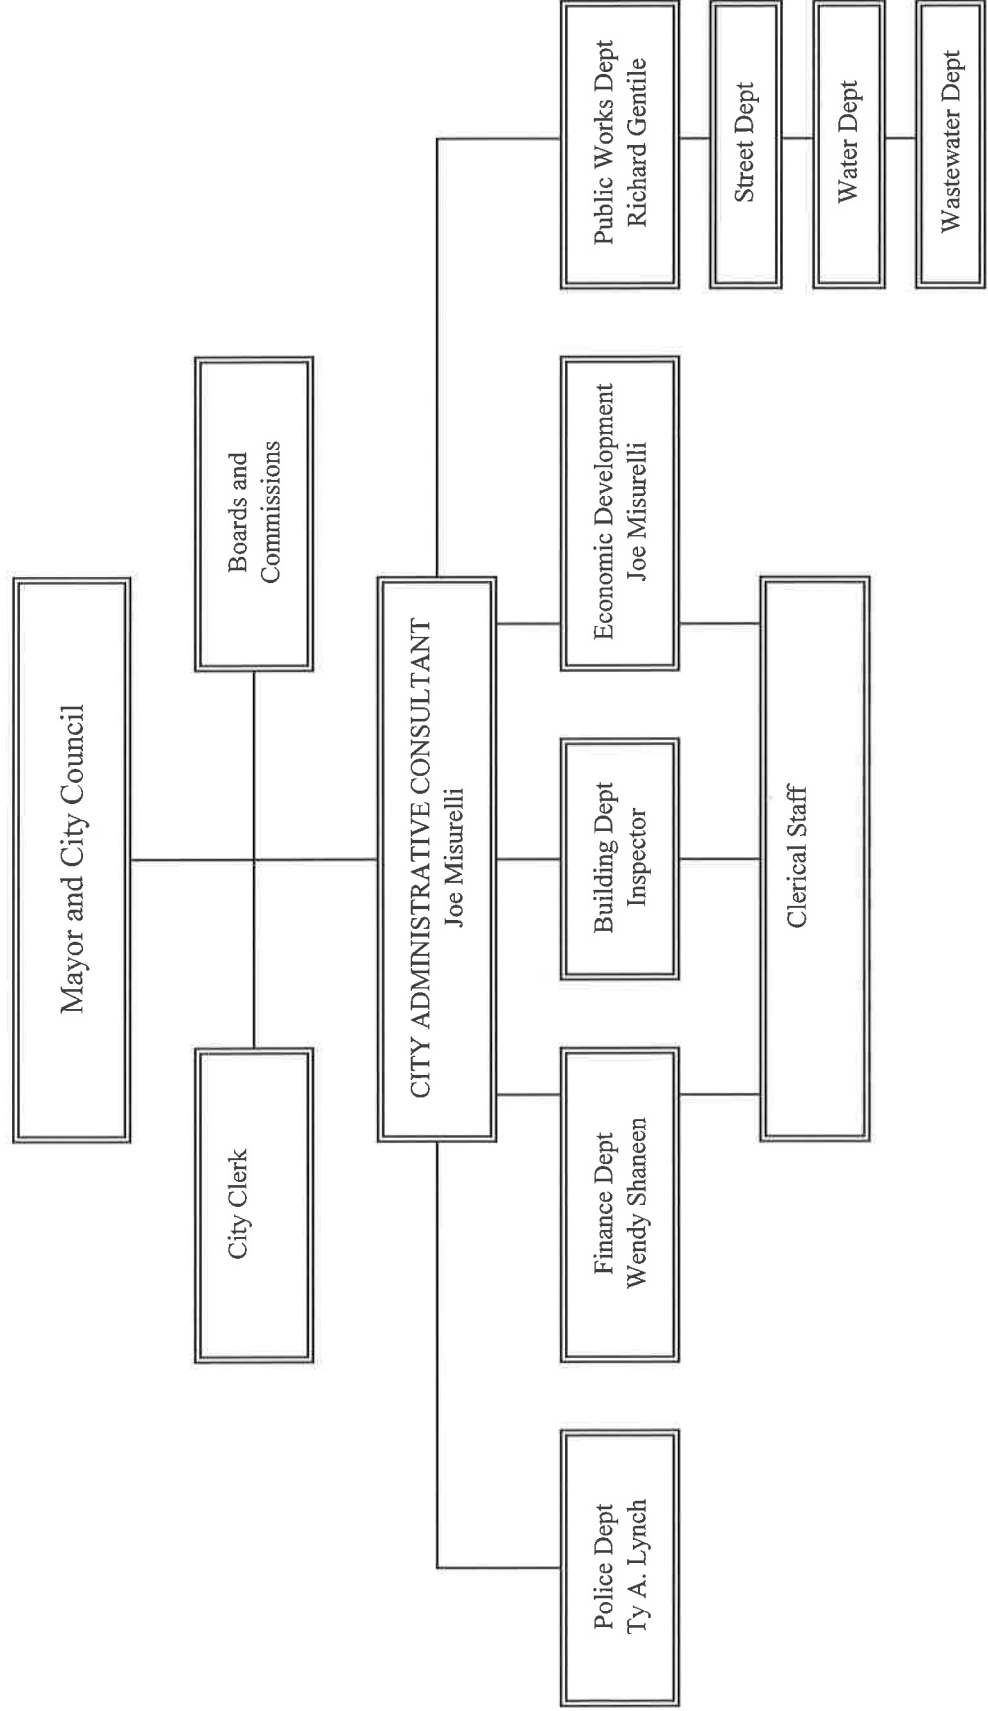 Mayor and City Council
City Clerk
Boards and
Commissions
CITY ADMINISTRATIVE CONSULTANT
Joe Misurelli
Police Dept
Ty A. Lynch
Finance Dept
Wendy Shaneen
Building Dept
Inspector
Economic Development
Joe Misurelli
Public Works Dept
Richard Gentile
Street Dept
Water Dept
Wastewater Dept
Clerical Staff